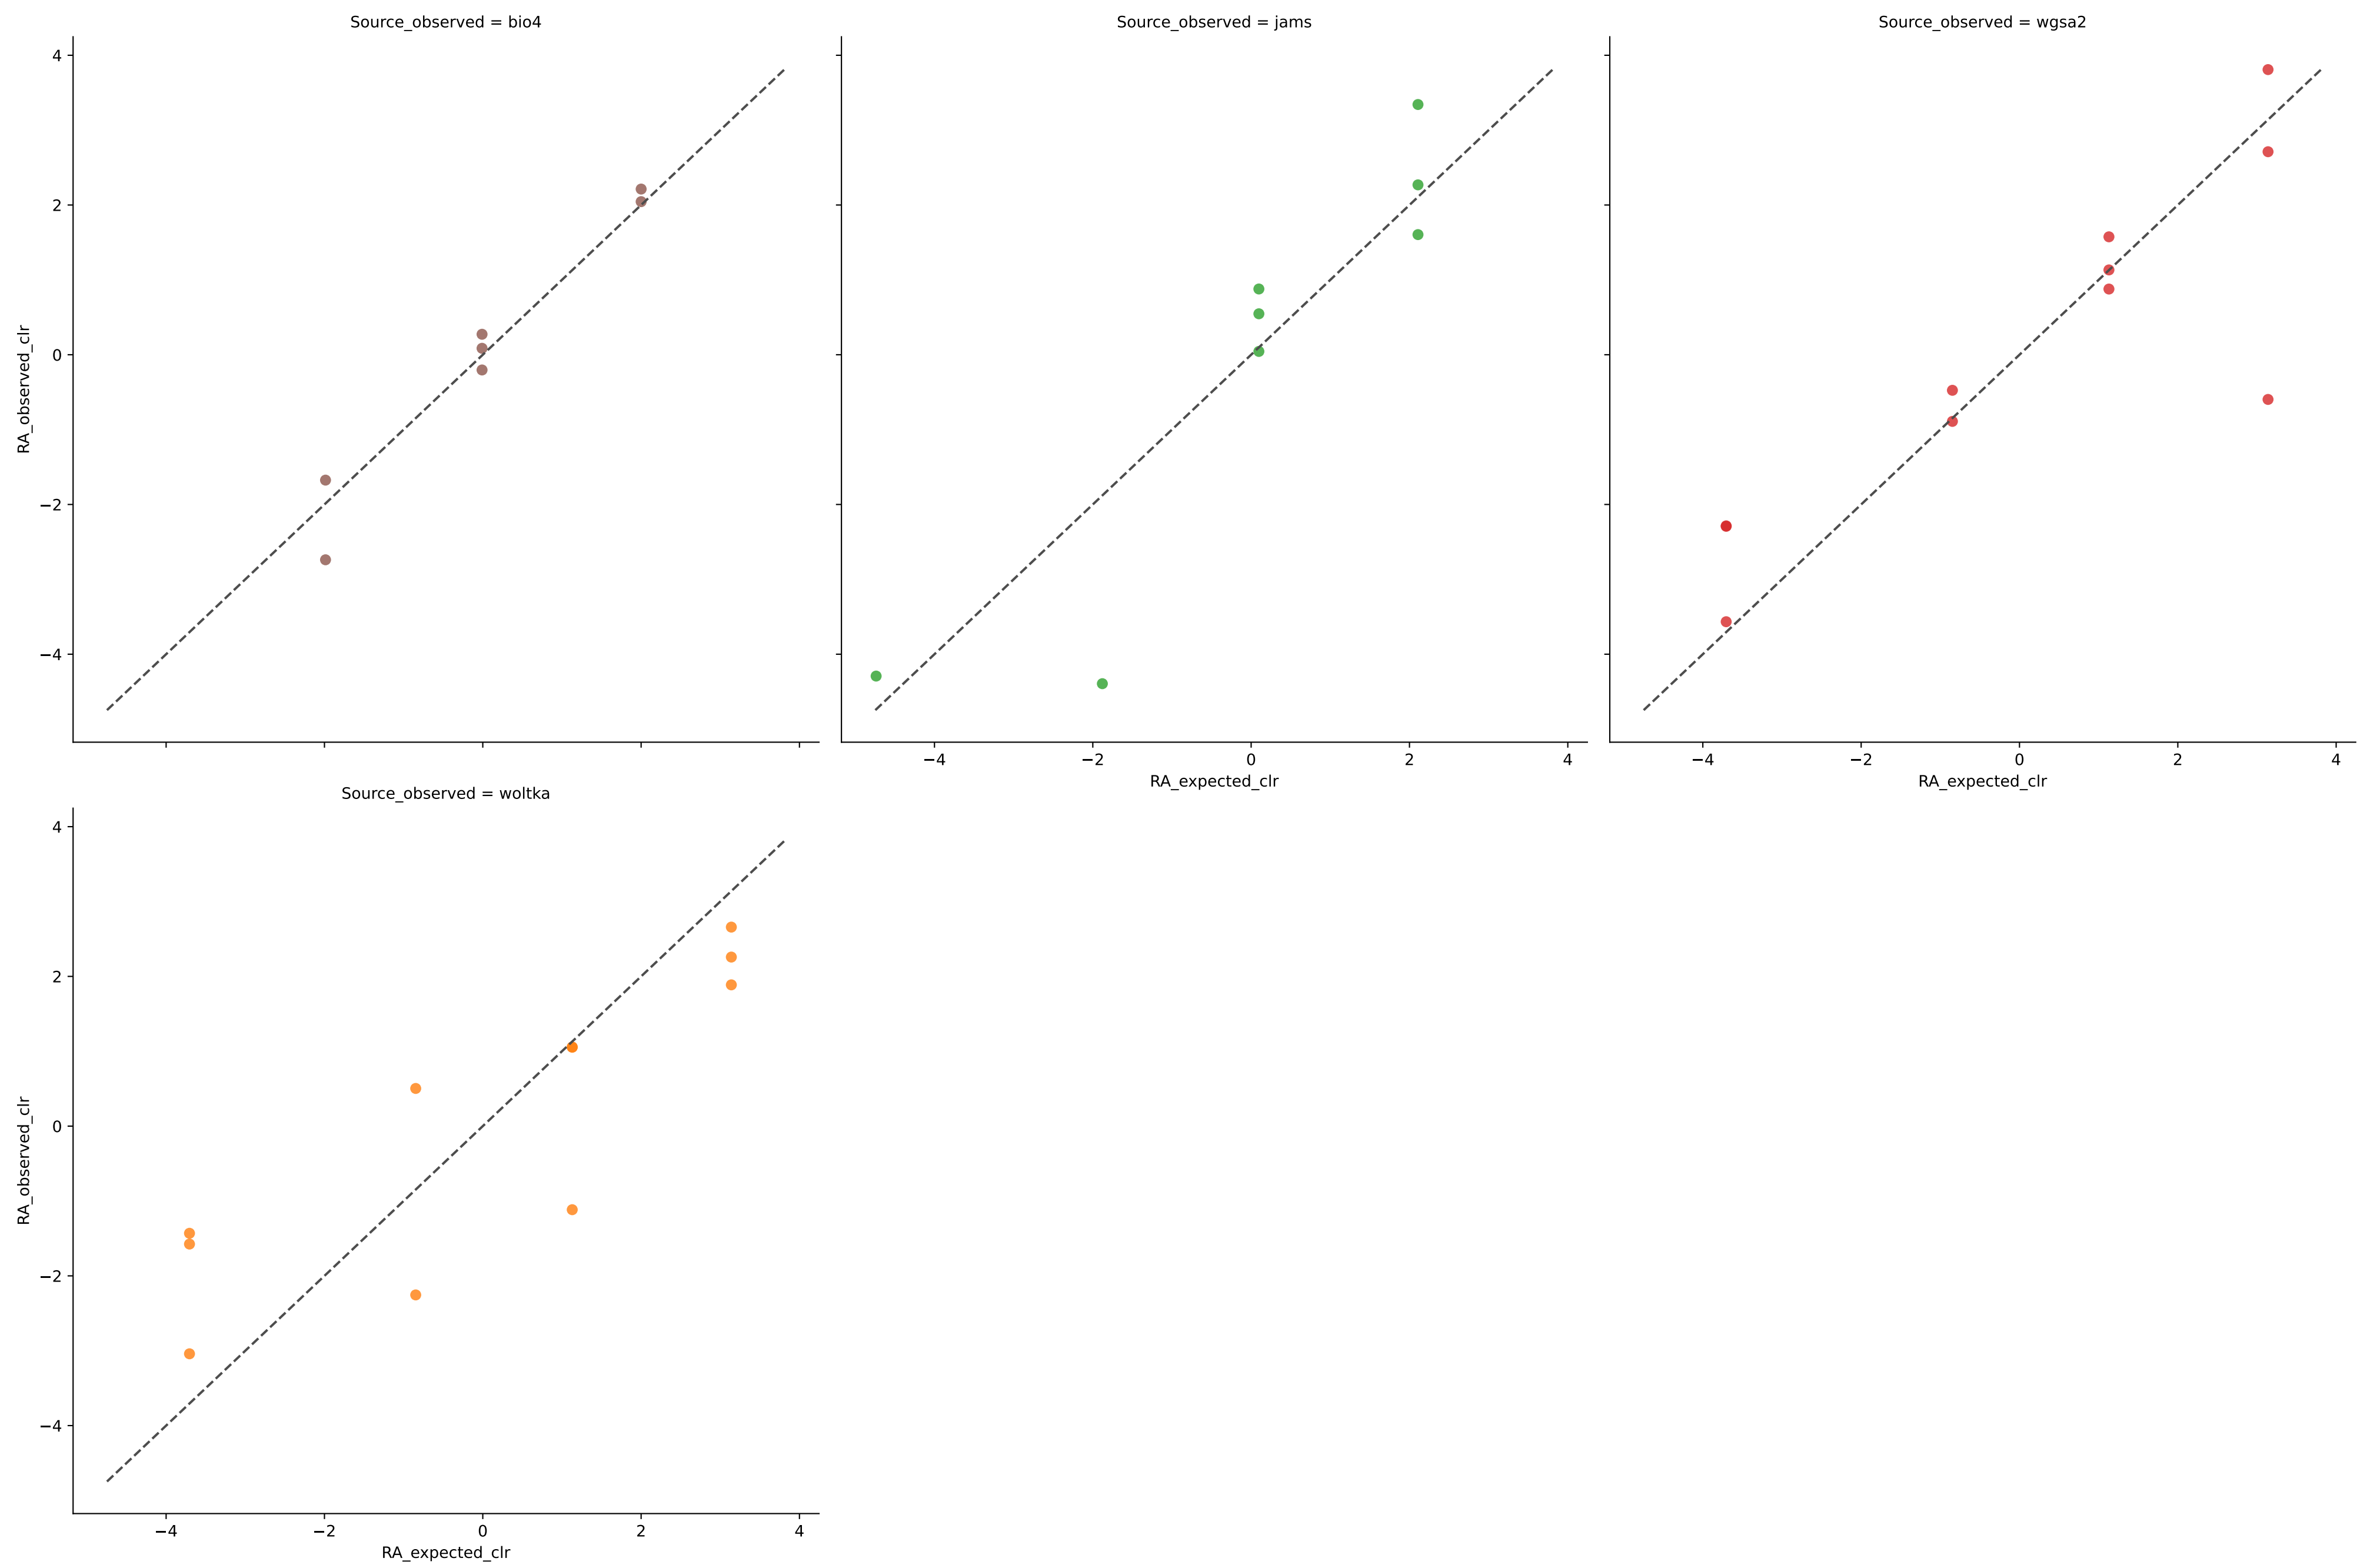 Source_observed = bio4
Source_observed = jams
Source_observed = wgsa2
4
2
0
−2
−4
RA_observed_clr
−4 −2 0 2 4
RA_expected_clr
−4 −2 0 2 4
RA_expected_clr
Source_observed = woltka
4
2
0
−2
−4
RA_observed_clr
−4 −2 0 2 4
RA_expected_clr